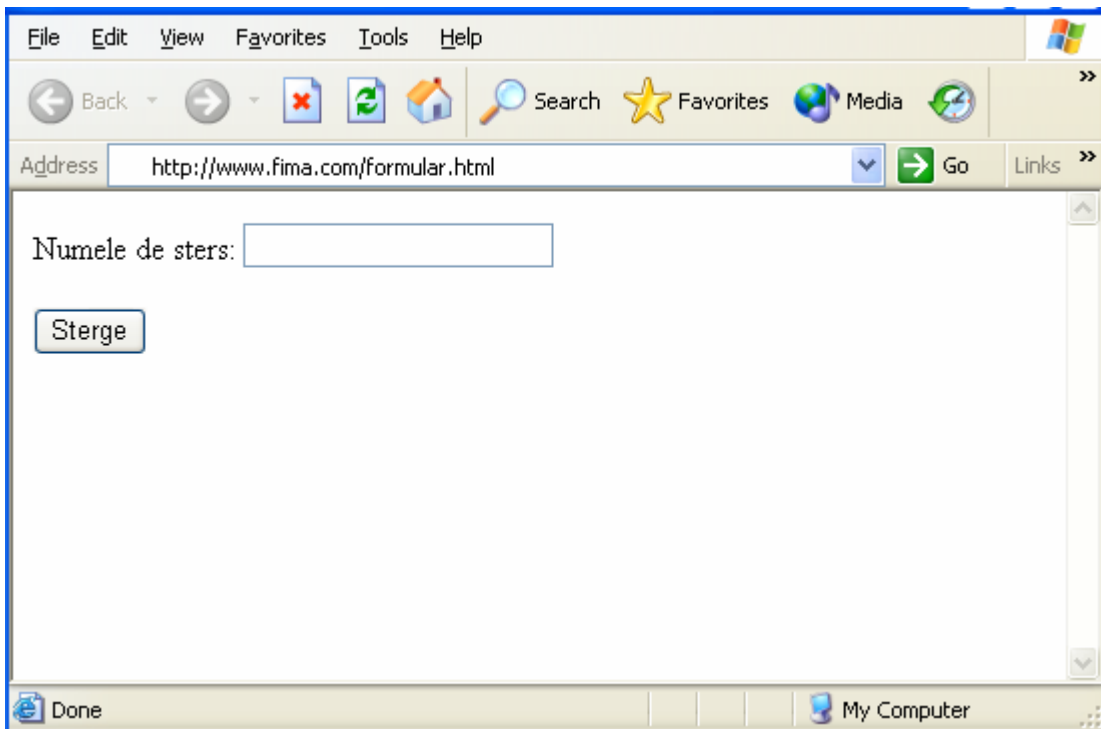 File Edit View Favorites Tools Help
Back Search Favorites Media »
Address http://www.fima.com/formular.html Go Links »
Numele de sters:
Sterge
Done My Computer